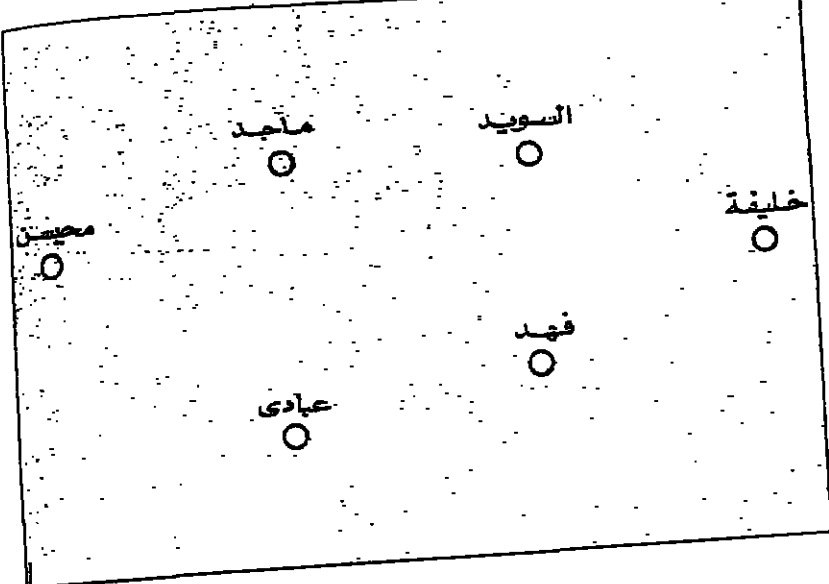 السويد
ماجد
خليفة
محيسن
فهد
عبادى